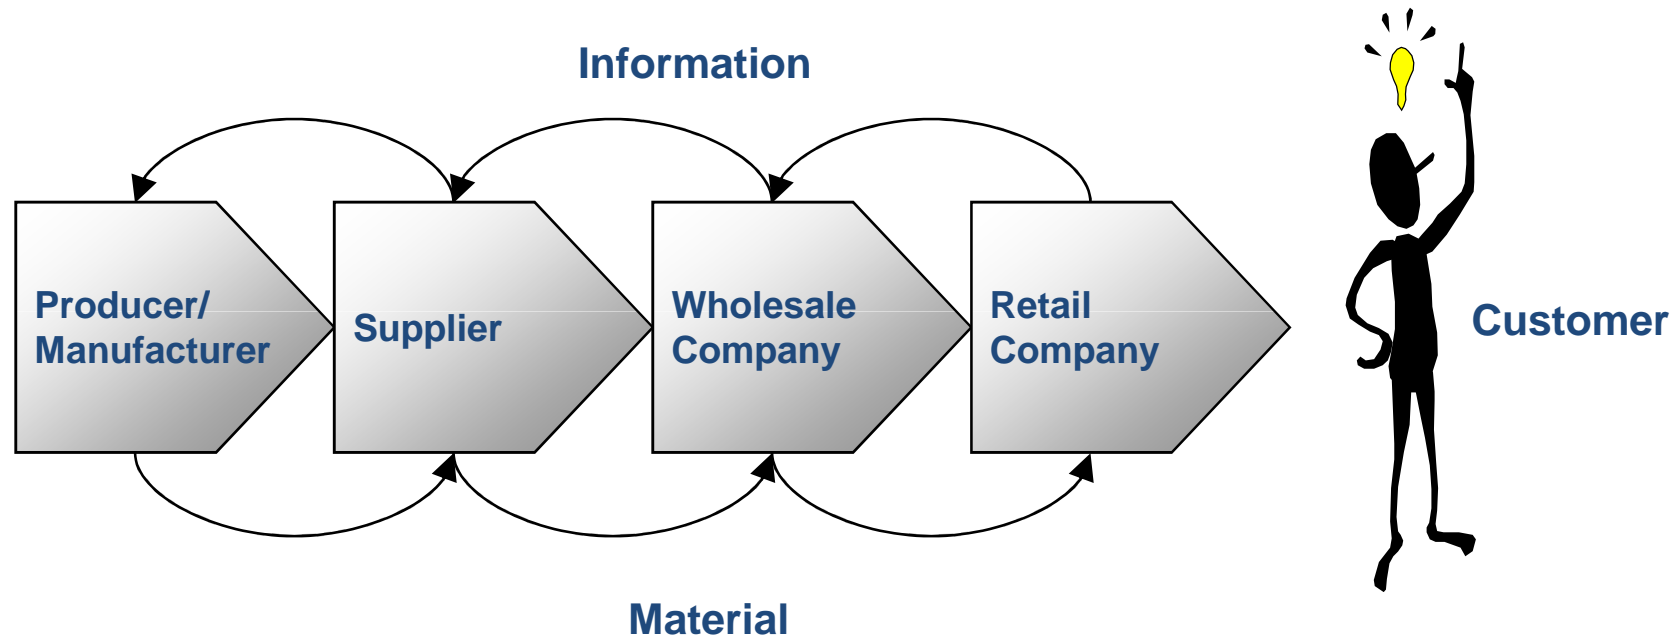 Information
Producer/
Manufacturer
Supplier
Wholesale
Company
Retail
Company
Customer
Material